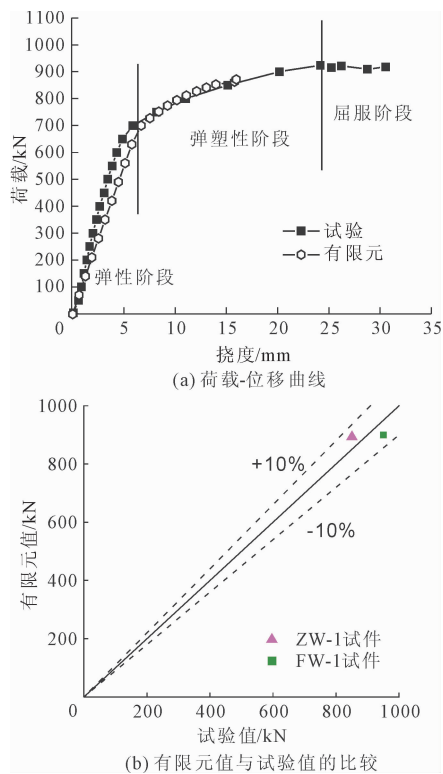 1100
1000
900
800
700
600
500
400
300
200
100
0
荷载/kN
屈服阶段
弹塑性阶段
弹性阶段
试验
有限元
0 5 10 15 20 25 30 35
挠度/mm
(a) 荷载-位移曲线
1000
800
600
400
200
有限元值/kN
+10%
-10%
ZW-1试件
FW-1试件
0 200 400 600 800 1000
试验值/kN
(b) 有限元值与试验值的比较